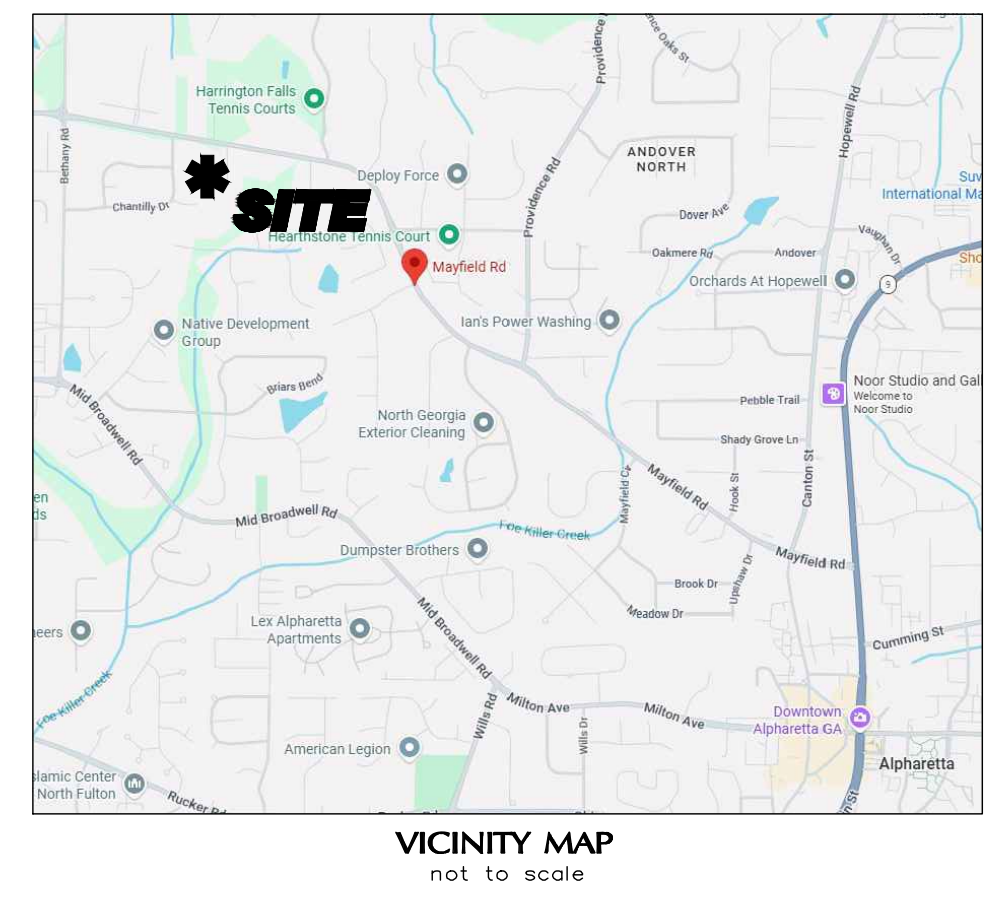 Providence
Oaks St
Harrington Falls
Tennis Courts
Hopewell Rd
Bethany Rd
ANDOVER
NORTH
Deploy Force
Providence Rd
International
* SITE
Chantilly Dr
Dover Ave
Hearthstone Tennis Court
Vaughan Dr
Oakmere Rd
Andover
Mayfield Rd
Orchards At Hopewell
9
Native Development
Group
Ian's Power Washing
Noor Studio and
Welcome to
Noor Studio
Briars Bend
Mid Broadwell Rd
Pebble Trail
North Georgia
Exterior Cleaning
Shady Grove Ln
Canton St
Mayfield Rd
Hook St
Mayfield Cir
Mid Broadwell Rd
Foe Killer Creek
Dumpster Brothers
Mayfield Rd
Upshaw Dr
Brook Dr
Meadow Dr
Lex Alpharetta
Apartments
Mid Broadwell Rd
Cumming St
Foe Killer Creek
Wills Rd
Milton Ave
Milton Ave
Wills Dr
Downtown
Alpharetta GA
American Legion
Alpharetta
Center
North Fulton
Rucker Rd
VICINITY MAP
not to scale